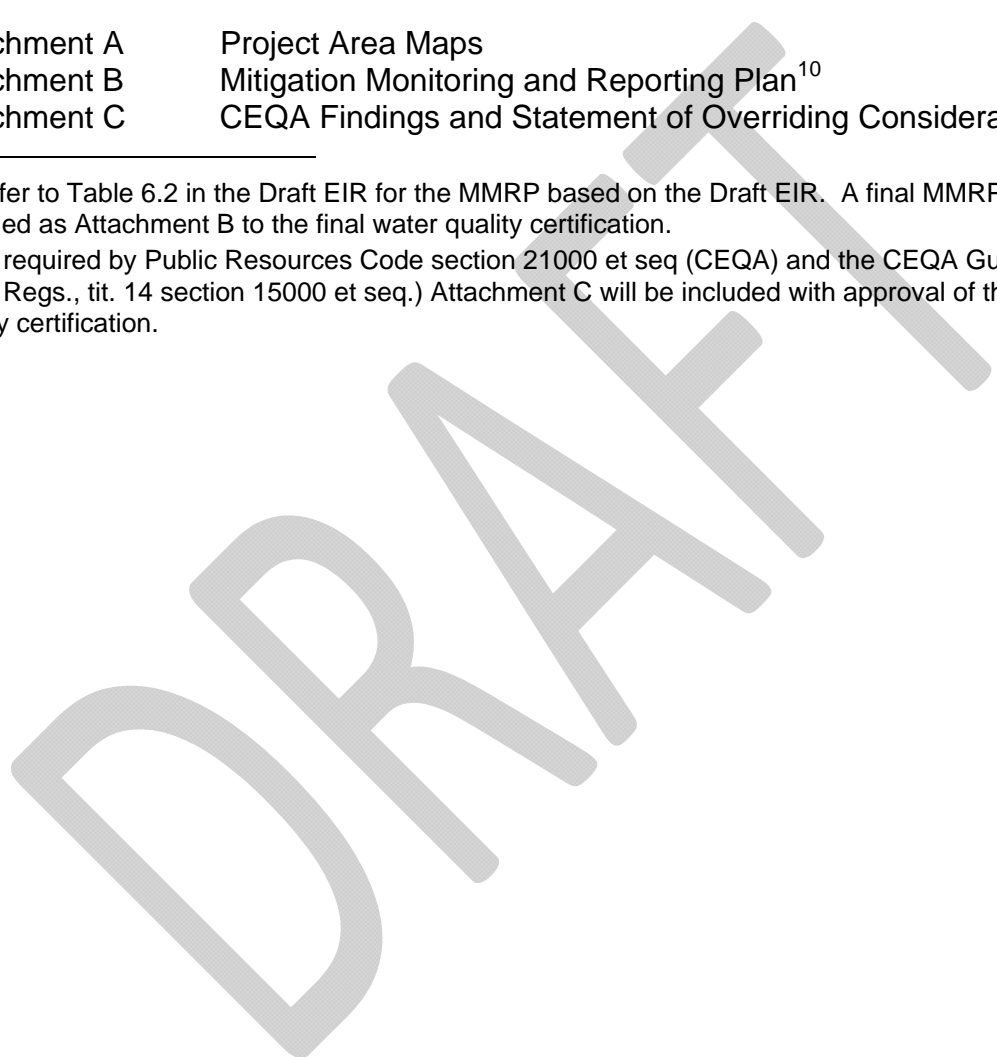 chment A Project Area Maps
chment B Mitigation Monitoring and Reporting Plan10
chment C CEQA Findings and Statement of Overriding Considera
fer to Table 6.2 in the Draft EIR for the MMRP based on the Draft EIR. A final MMRP
ed as Attachment B to the final water quality certification.
required by Public Resources Code section 21000 et seq (CEQA) and the CEQA Gu
Regs., tit. 14 section 15000 et seq.) Attachment C will be included with approval of th
y certification.
DRAFT